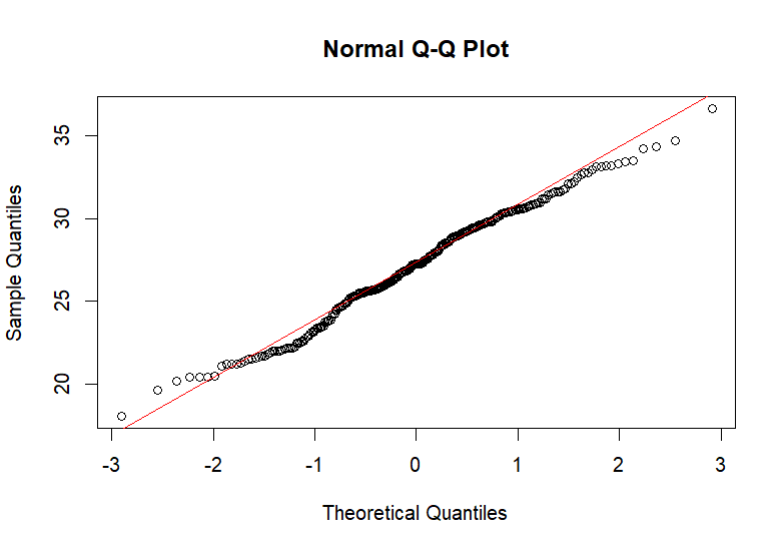 Normal Q-Q Plot
35
30
25
20
Sample Quantiles
-3 -2 -1 0 1 2 3
Theoretical Quantiles